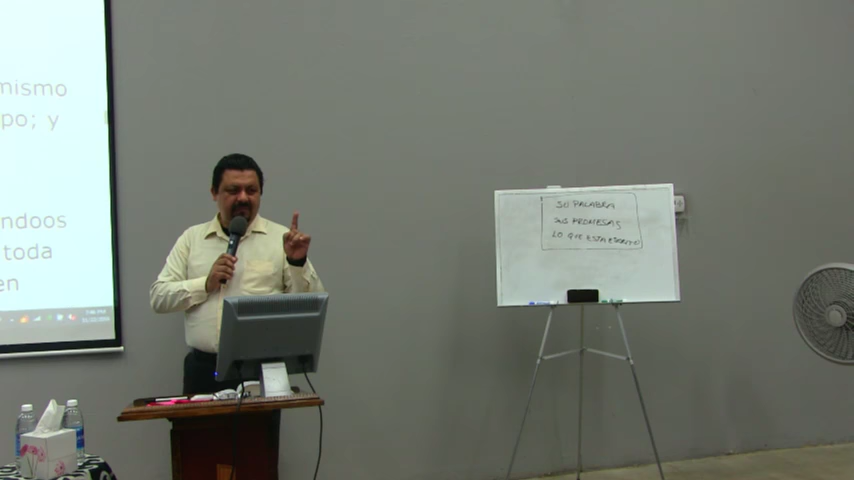 mismo
po; y
ndoos
toda
en
SU PALABRA
SUS PROMESAS
LO QUE ESTA ESCRITO